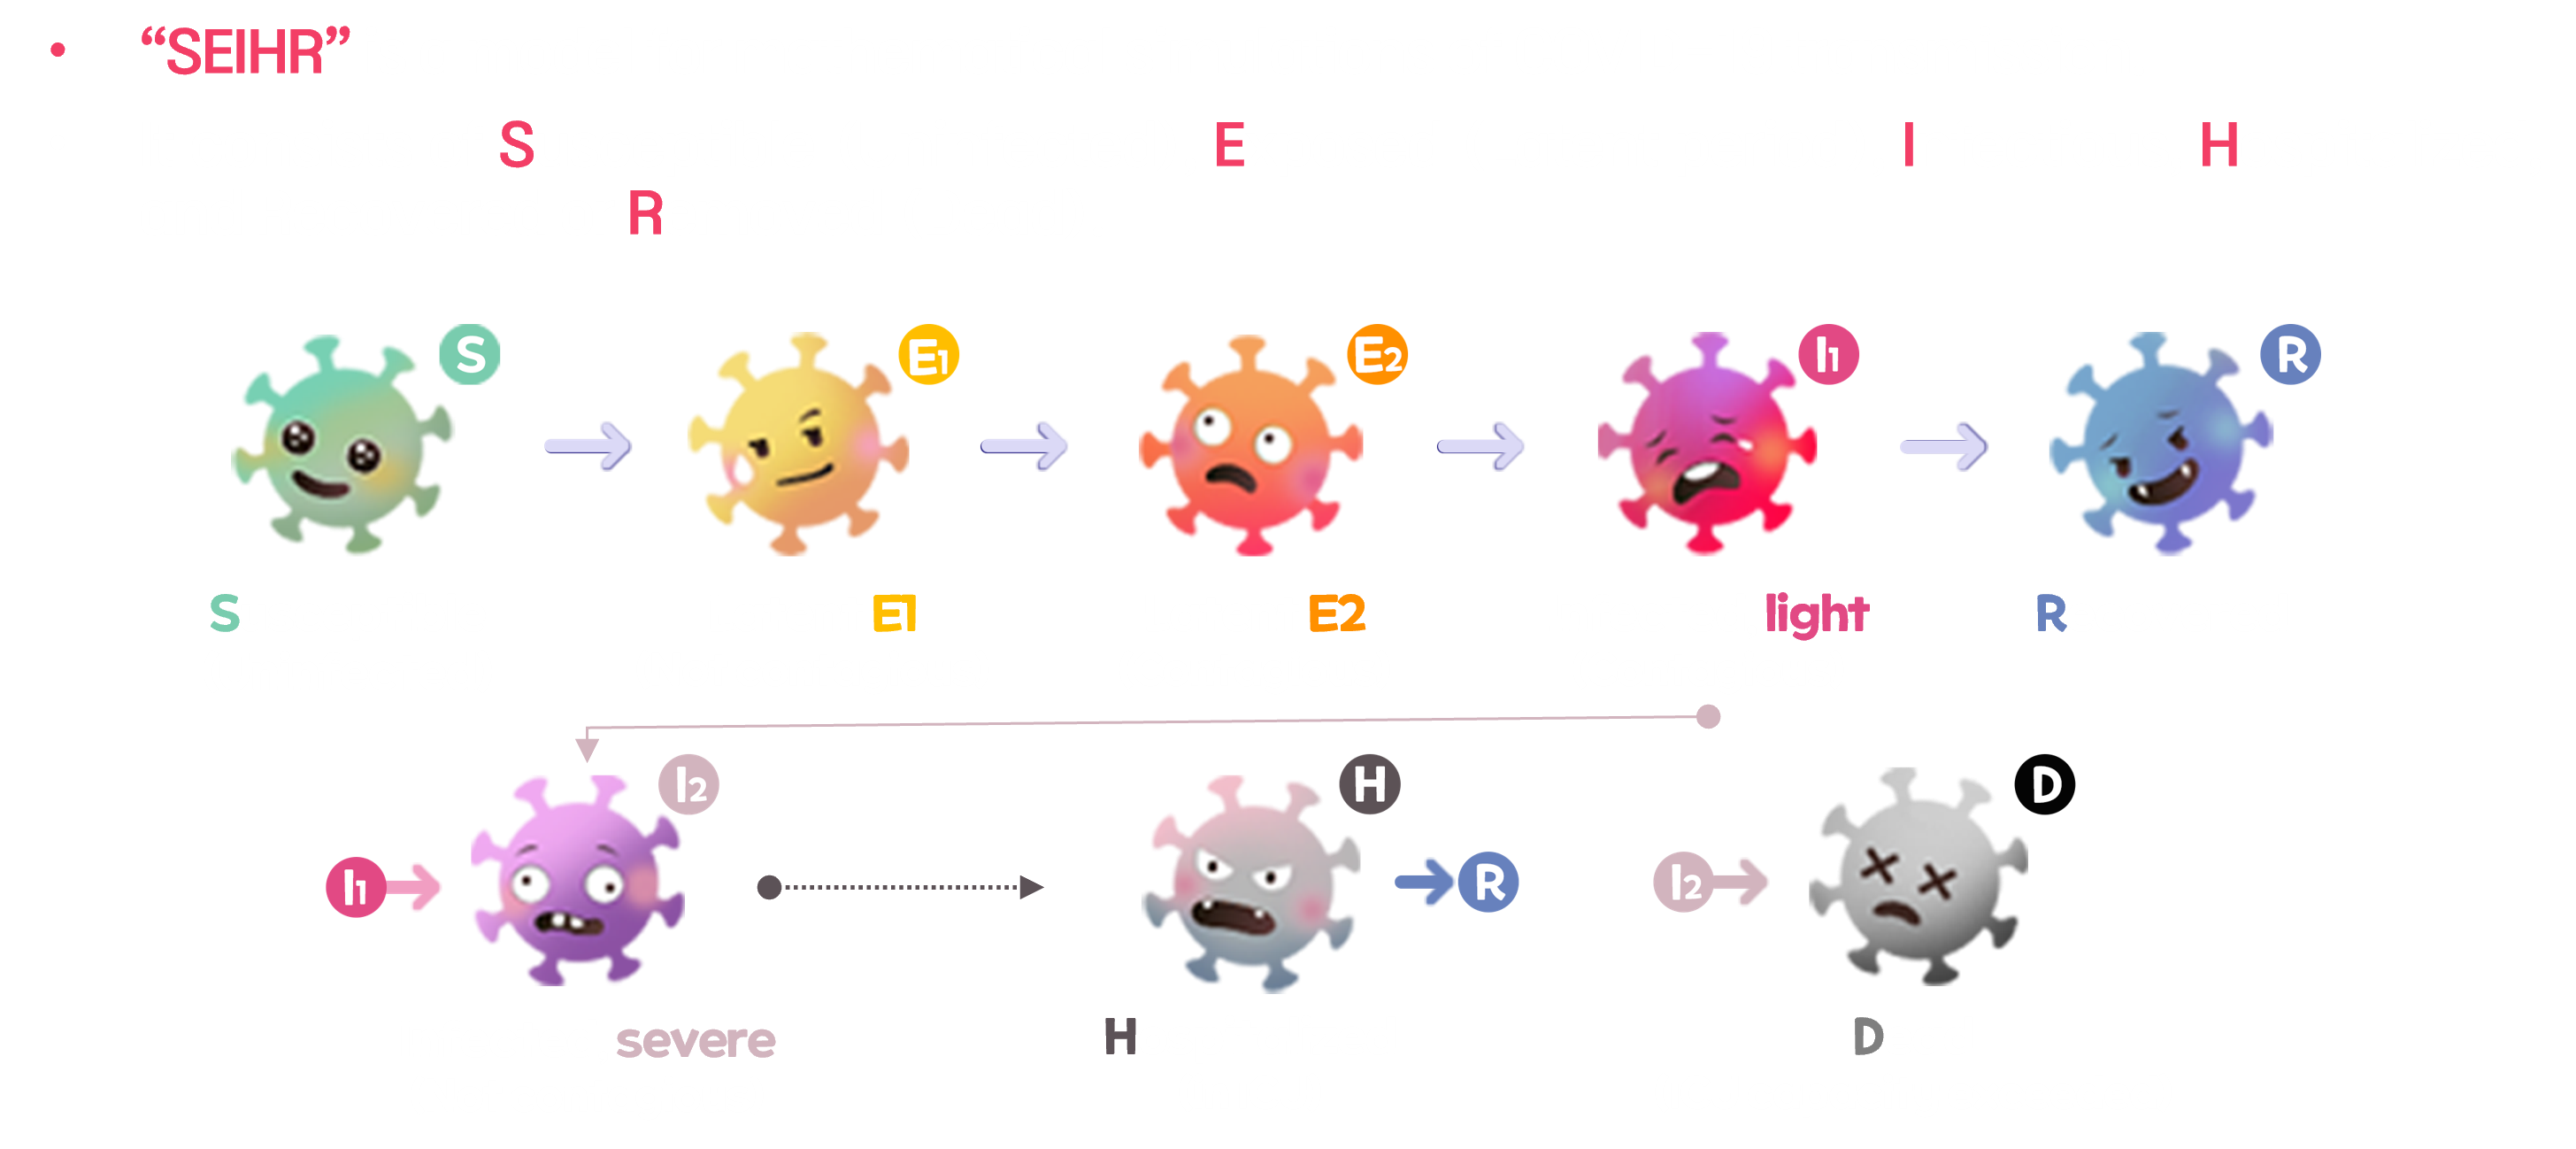 • “SEIHR”
S E I H
R
S E1 E2 I1 R
S E1 E2 light R
I2 H D
I1 R I2
severe H D